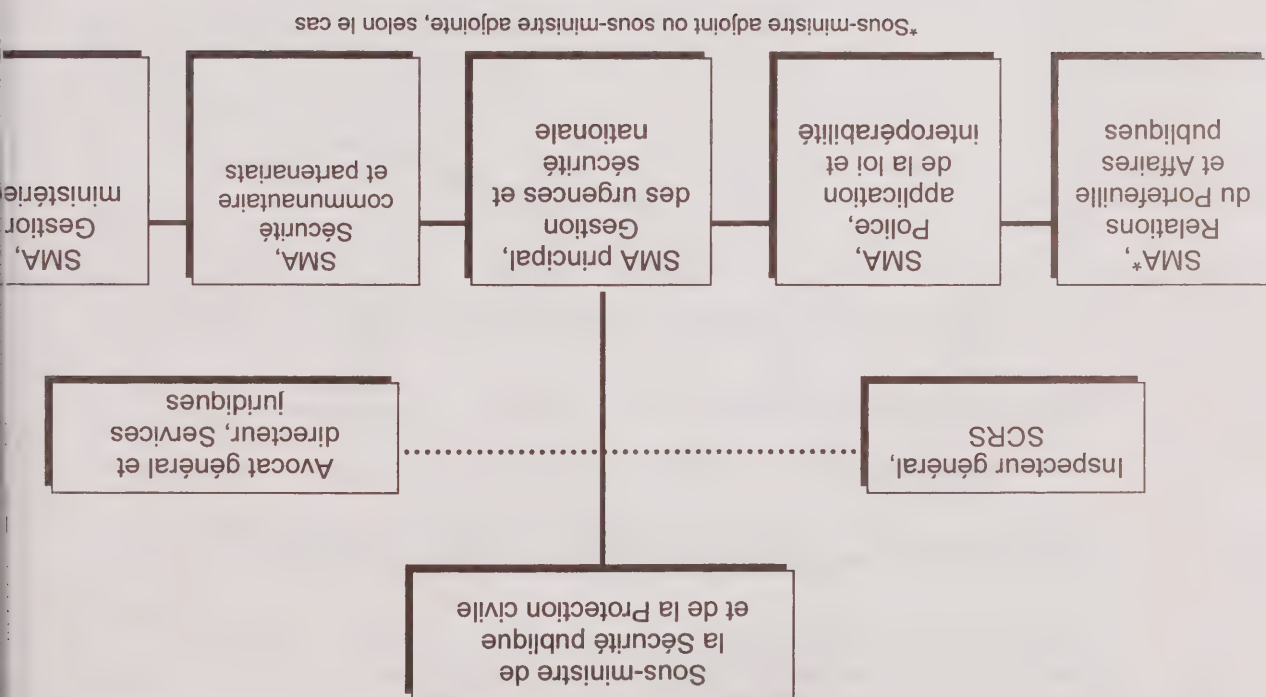 Sous-ministre de
la Sécurité publique
et de la Protection civile
Inspecteur général,
SCRS
Avocat général et
directeur, Services
juridiques
SMA*,
Relations
du Portefeuille
et Affaires
publiques
SMA,
Police,
application
de la loi et
interopérabilité
SMA principal,
Gestion
des urgences et
sécurité
nationale
SMA,
Sécurité
communautaire
et partenariats
SMA,
Gestion
*Sous-ministre adjoint ou sous-ministre adjointe, selon le cas